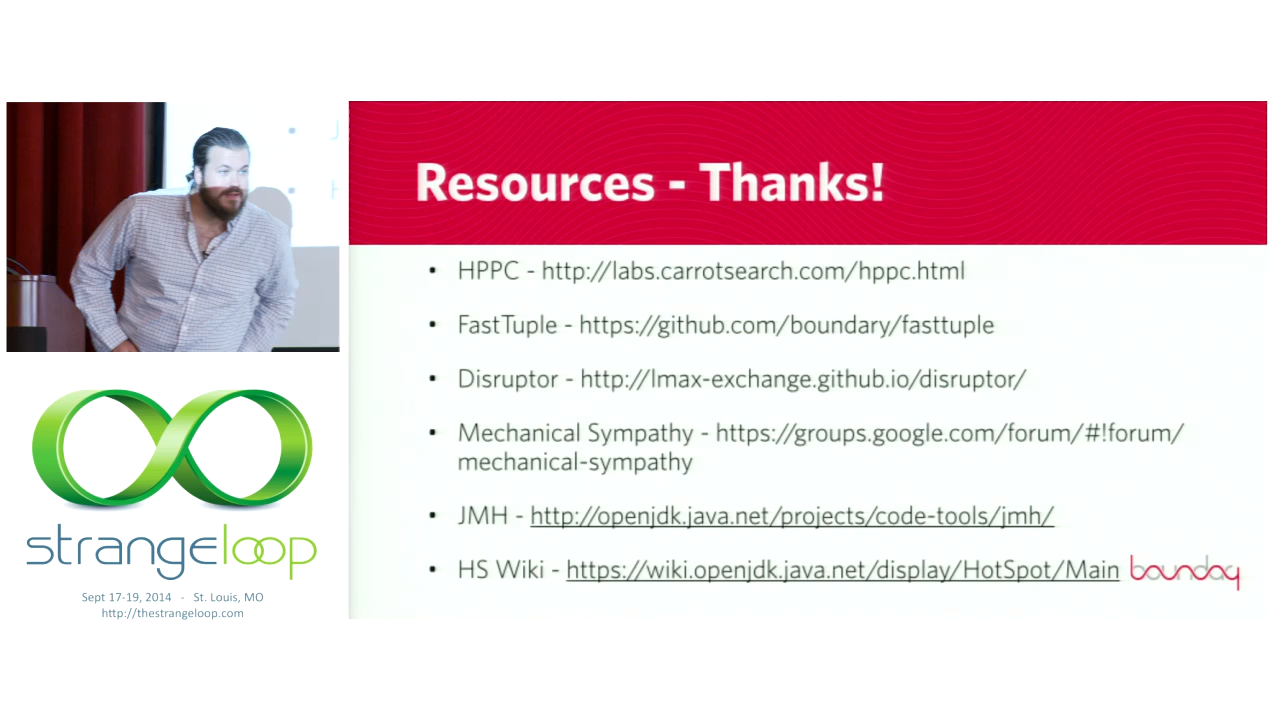 Resources - Thanks!
• HPPC - http://labs.carrotsearch.com/hppc.html
• FastTuple - https://github.com/boundary/fasttuple
• Disruptor - http://lmax-exchange.github.io/disruptor/
• Mechanical Sympathy - https://groups.google.com/forum/#!forum/
mechanical-sympathy
• JMH - http://openjdk.java.net/projects/code-tools/jmh/
• HS Wiki - https://wiki.openjdk.java.net/display/HotSpot/Main
boundary
strangeloop
Sept 17-19, 2014 - St. Louis, MO
http://thestrangeloop.com